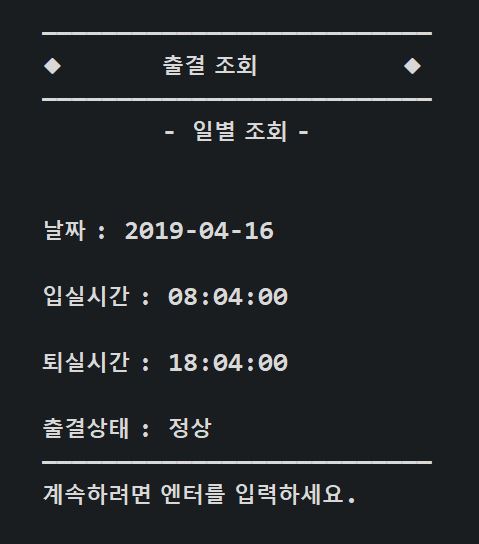 ◆ 출결 조회 ◆
- 일별 조회 -
날짜 : 2019-04-16
입실시간 : 08:04:00
퇴실시간 : 18:04:00
출결상태 : 정상
계속하려면 엔터를 입력하세요.